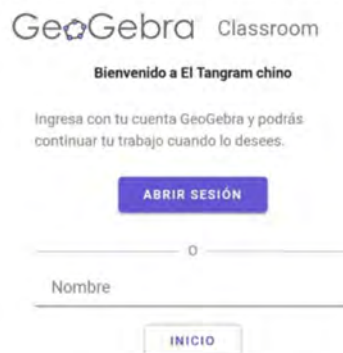 GeoGebra Classroom
Bienvenido a El Tangram chino
Ingresa con tu cuenta GeoGebra y podrás
continuar tu trabajo cuando lo desees.
ABRIR SESIÓN
O
Nombre
INICIO